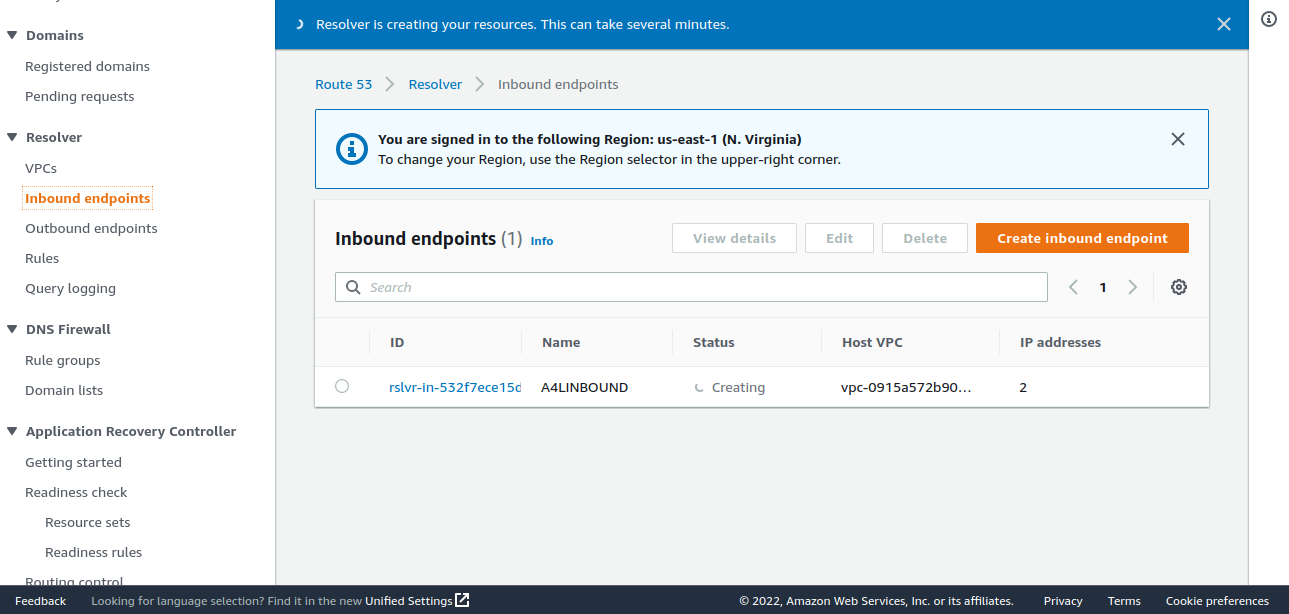 Domains
Registered domains
Pending requests
Resolver
VPCs
Inbound endpoints
Outbound endpoints
Rules
Query logging
DNS Firewall
Rule groups
Domain lists
Application Recovery Controller
Getting started
Readiness check
Resource sets
Readiness rules
Routing control
Resolver is creating your resources. This can take several minutes.
Route 53 Resolver Inbound endpoints
You are signed in to the following Region: us-east-1 (N. Virginia)
To change your Region, use the Region selector in the upper-right corner.
Inbound endpoints (1) Info View details Edit Delete Create inbound endpoint
Search 1
ID Name Status Host VPC IP addresses
rslvr-in-532f7ece15d A4LINBOUND Creating vpc-0915a572b90... 2
Feedback Looking for language selection? Find it in the new Unified Settings © 2022, Amazon Web Services, Inc. or its affiliates. Privacy Terms Cookie preferences